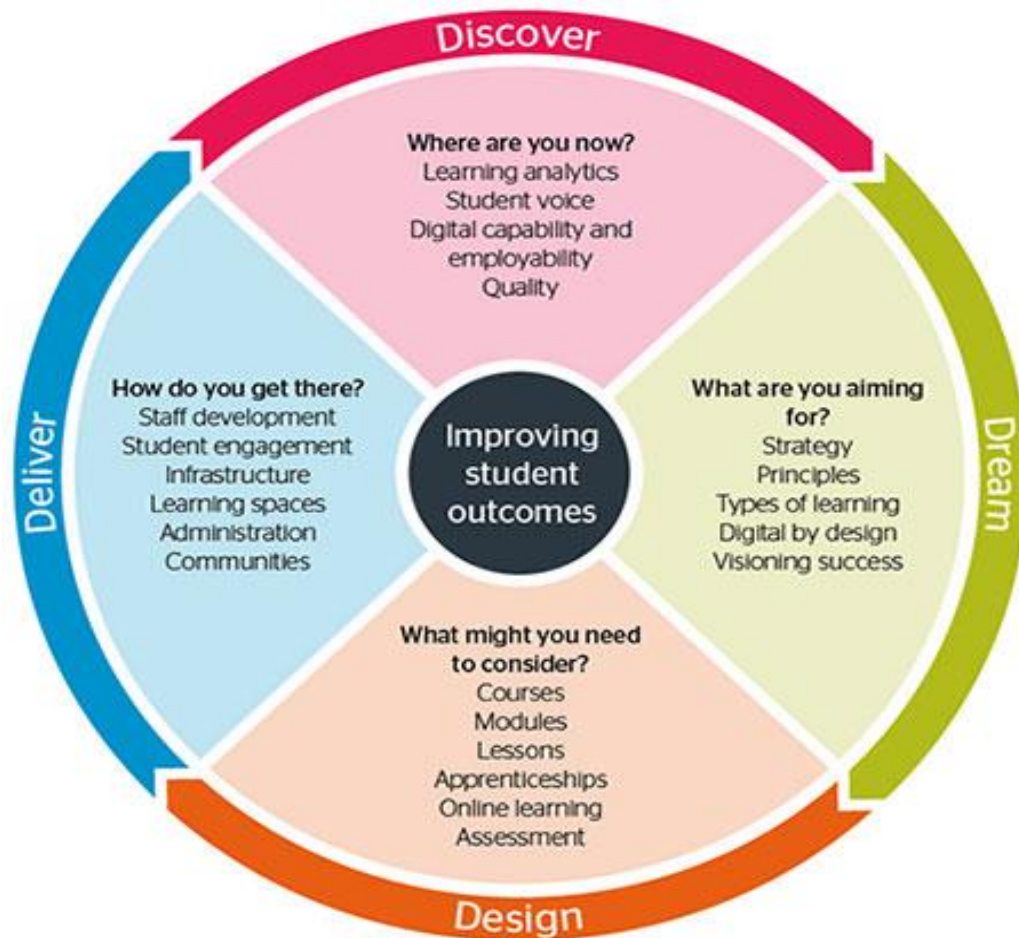 Discover
Where are you now?
Learning analytics
Student voice
Digital capability and
employability
Quality
Dream
What are you aiming
for?
Strategy
Principles
Types of learning
Digital by design
Visioning success
Design
What might you need
to consider?
Courses
Modules
Lessons
Apprenticeships
Online learning
Assessment
Deliver
How do you get there?
Staff development
Student engagement
Infrastructure
Learning spaces
Administration
Communities
Improving
student
outcomes